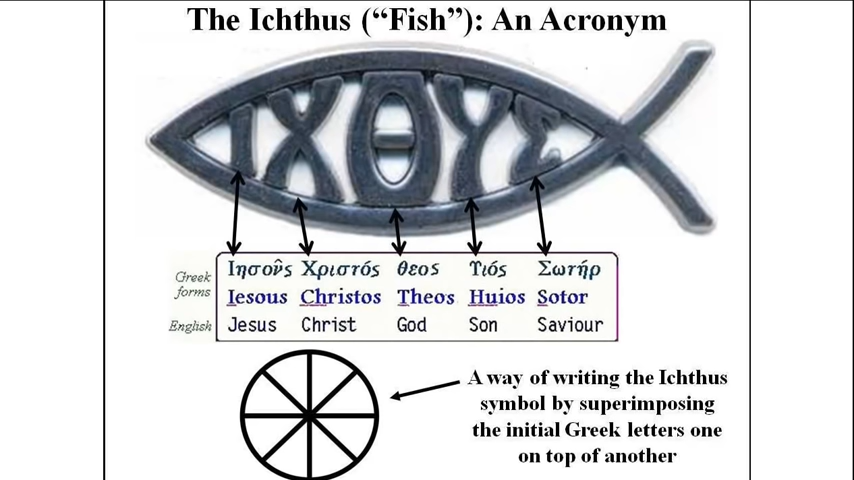 The Ichthus (“Fish”): An Acronym
ΙΧΘΥΣ
Greek forms
Ιησοῦς Χριστός θεος Υιός Σωτήρ
Iesous Christos Theos Huios Sotor
English Jesus Christ God Son Saviour
A way of writing the Ichthus
symbol by superimposing
the initial Greek letters one
on top of another